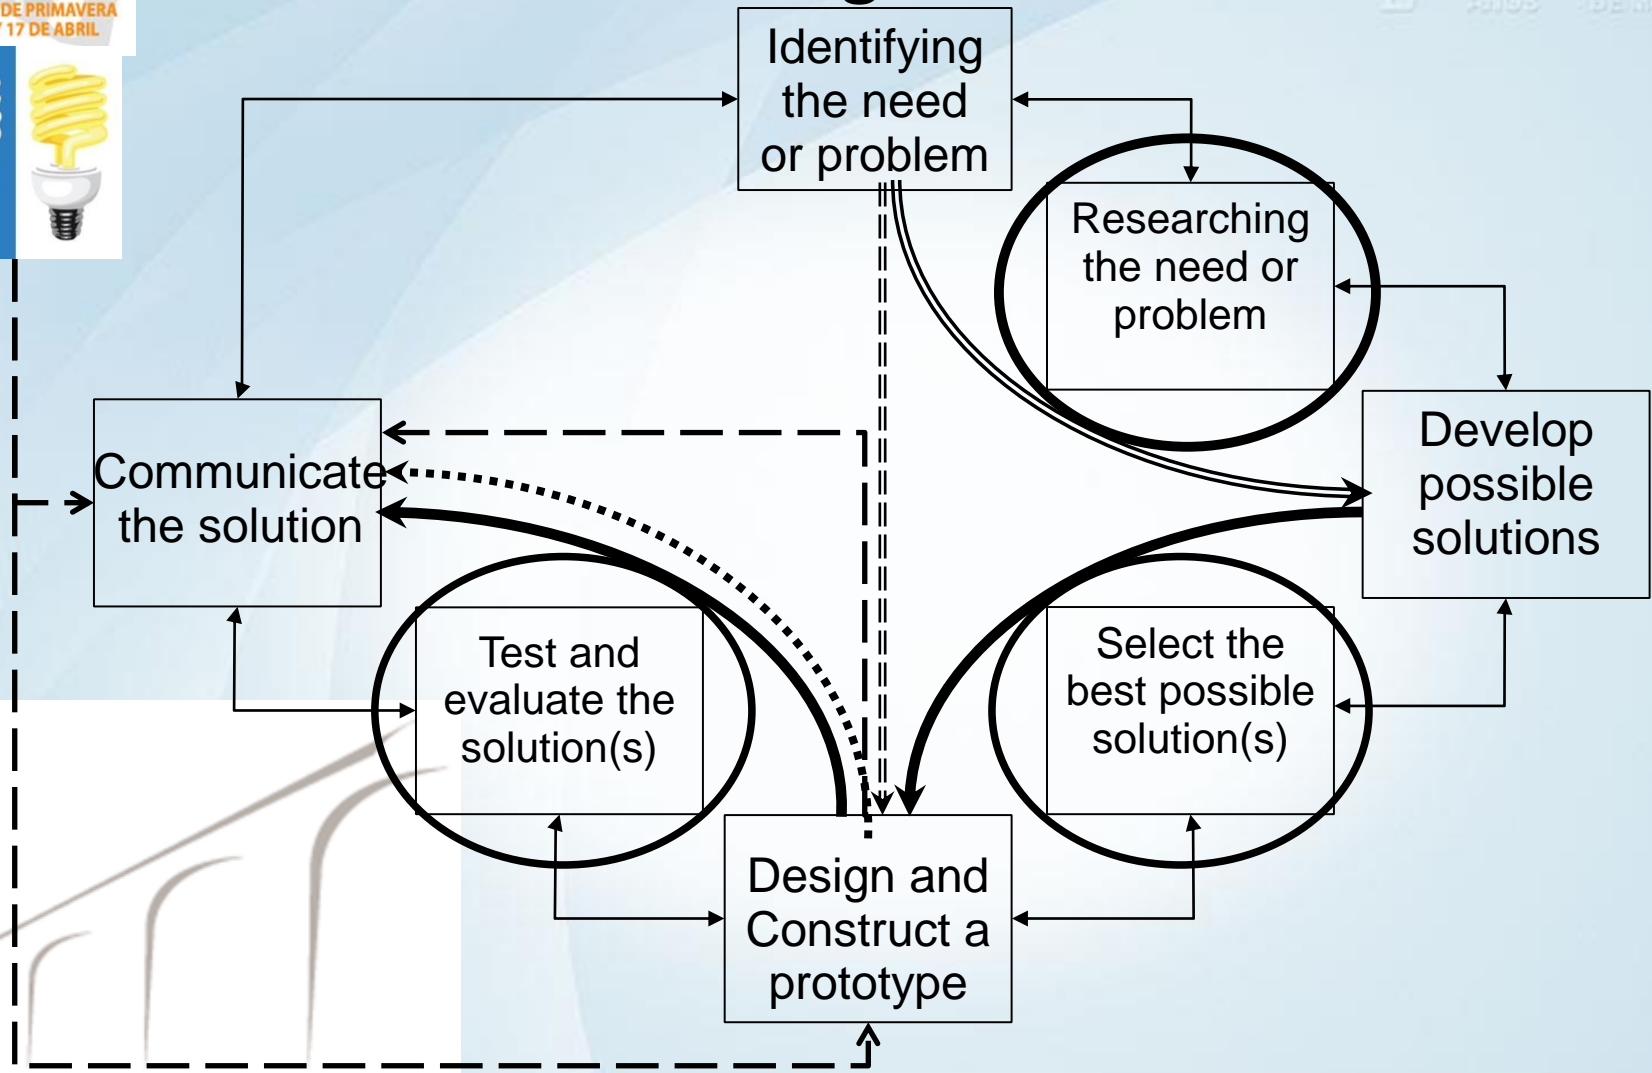 DE PRIMAVERA
17 DE ABRIL
Identifying
the need
or problem
Researching
the need or
problem
Develop
possible
solutions
Communicate
the solution
Test and
evaluate the
solution(s)
Select the
best possible
solution(s)
Design and
Construct a
prototype